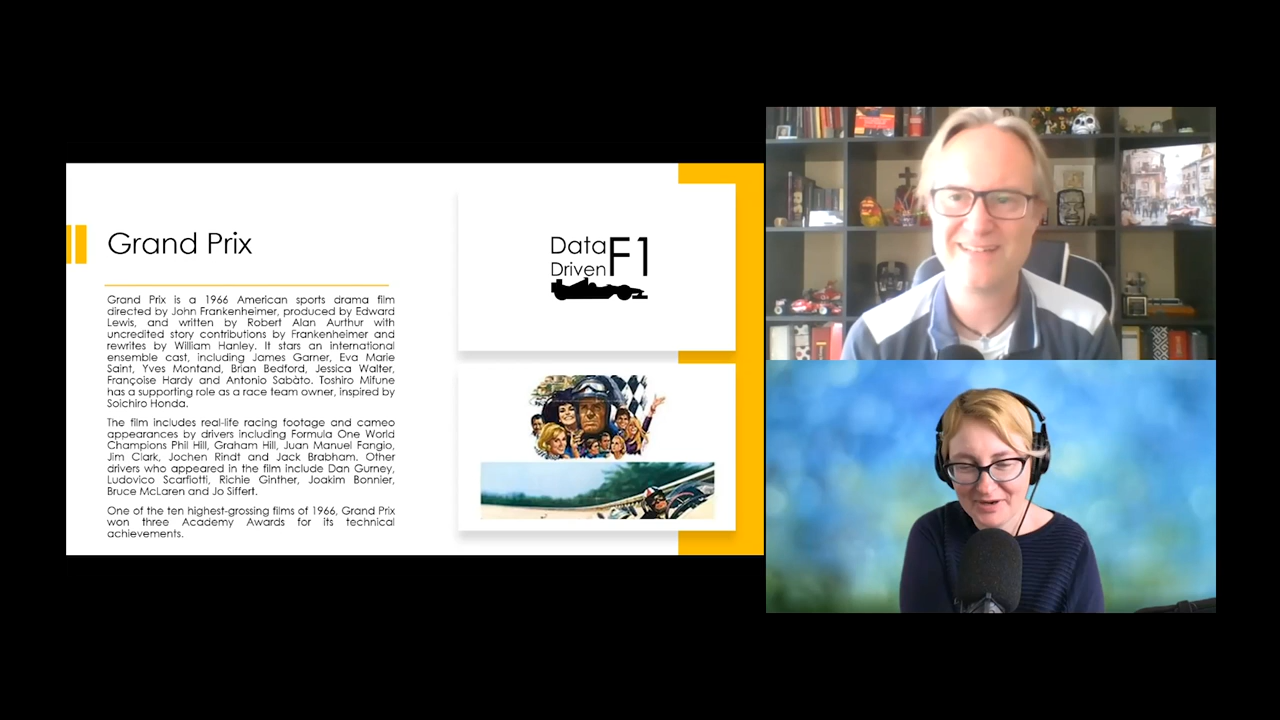 Grand Prix
Grand Prix is a 1966 American sports drama film
directed by John Frankenheimer, produced by Edward
Lewis, and written by Robert Alan Aurthur with
uncredited story contributions by Frankenheimer and
rewrites by William Hanley. It stars an international
ensemble cast, including James Garner, Eva Marie
Saint, Yves Montand, Brian Bedford, Jessica Walter,
Françoise Hardy and Antonio Sabàto. Toshiro Mifune
has a supporting role as a race team owner, inspired by
Soichiro Honda.
The film includes real-life racing footage and cameo
appearances by drivers including Formula One World
Champions Phil Hill, Graham Hill, Juan Manuel Fangio,
Jim Clark, Jochen Rindt and Jack Brabham. Other
drivers who appeared in the film include Dan Gurney,
Ludovico Scarfiotti, Richie Ginther, Joakim Bonnier,
Bruce McLaren and Jo Siffert.
One of the ten highest-grossing films of 1966, Grand Prix
won three Academy Awards for its technical
achievements.
Data
Driven F1